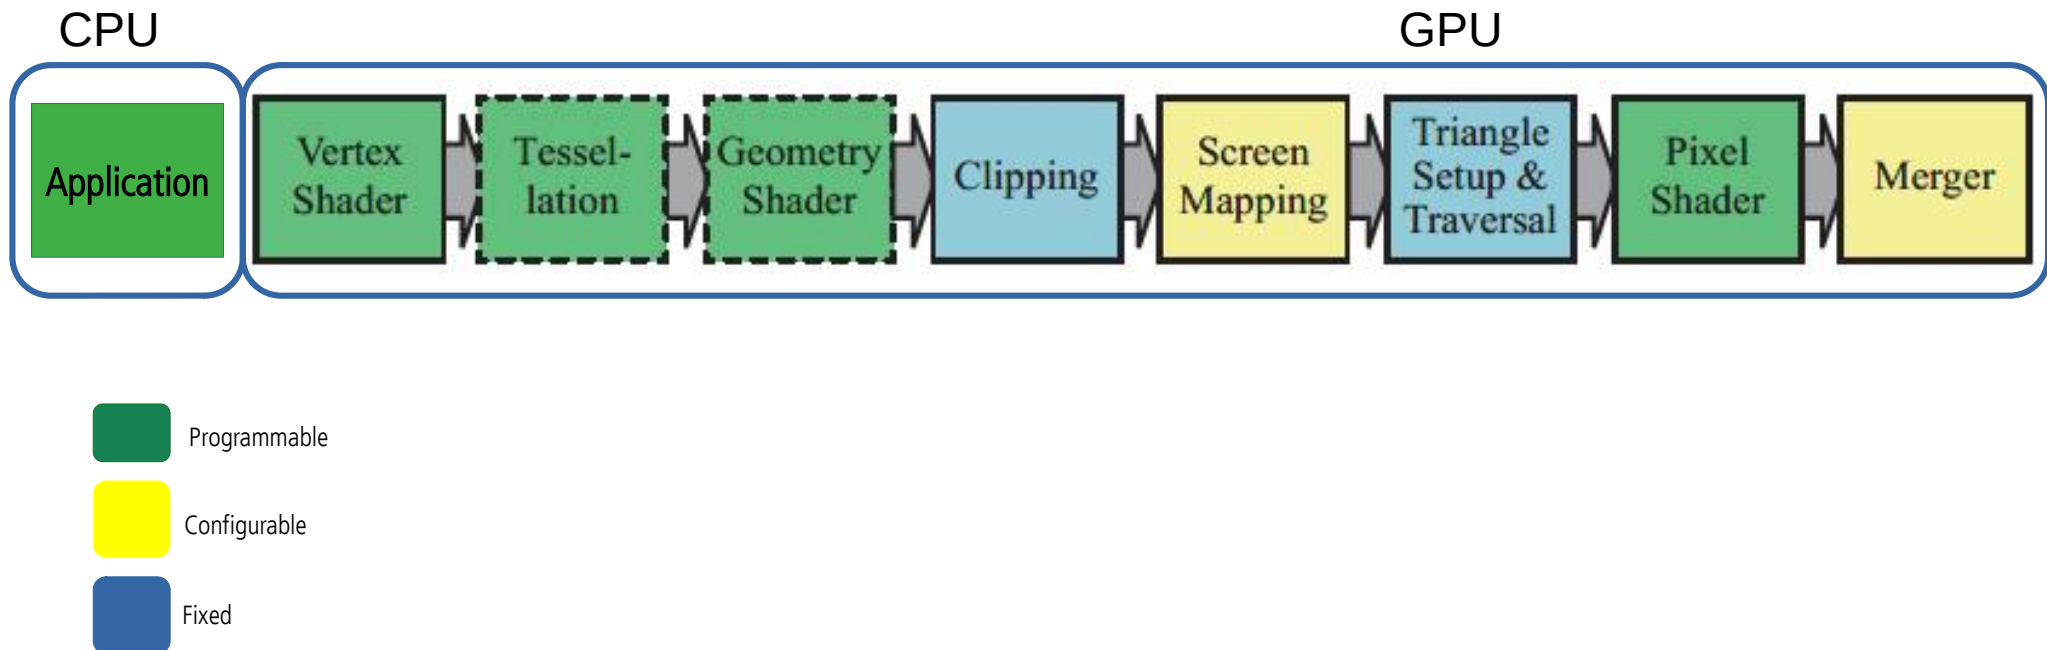 CPU
GPU
Application
Vertex
Shader
Tessel-
lation
Geometry
Shader
Clipping
Screen
Mapping
Triangle
Setup &
Traversal
Pixel
Shader
Merger
Programmable
Configurable
Fixed